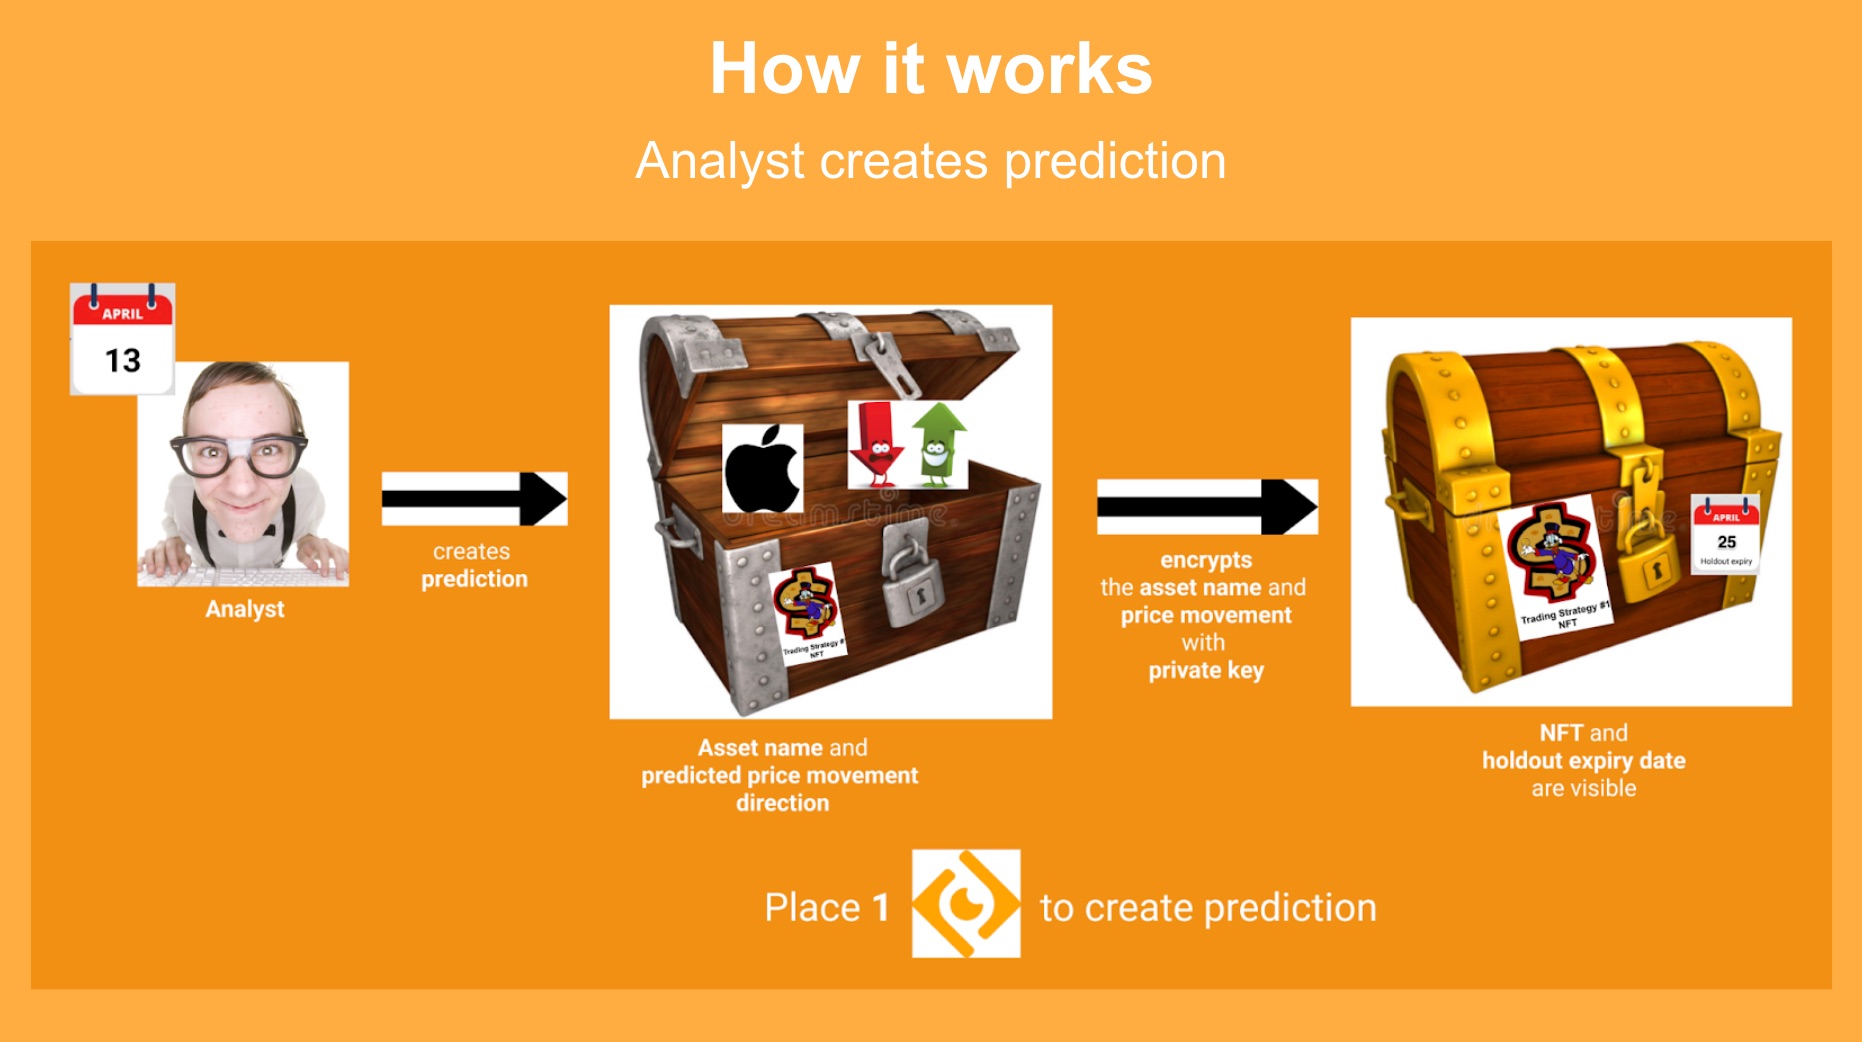 How it works
Analyst creates prediction
APRIL
13
Analyst
creates
prediction
dreamstime
Trading Strategy #
NFT
Asset name and
predicted price movement
direction
encrypts
the asset name and
price movement
with
private key
APRIL
25
Holdout expiry
Trading Strategy #1
NFT
NFT and
holdout expiry date
are visible
Place 1 to create prediction